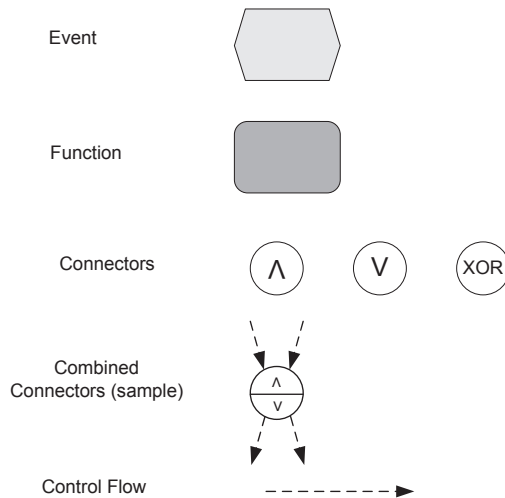 Event
Function
Connectors
Λ V XOR
Combined
Connectors (sample)
Λ
V
Control Flow